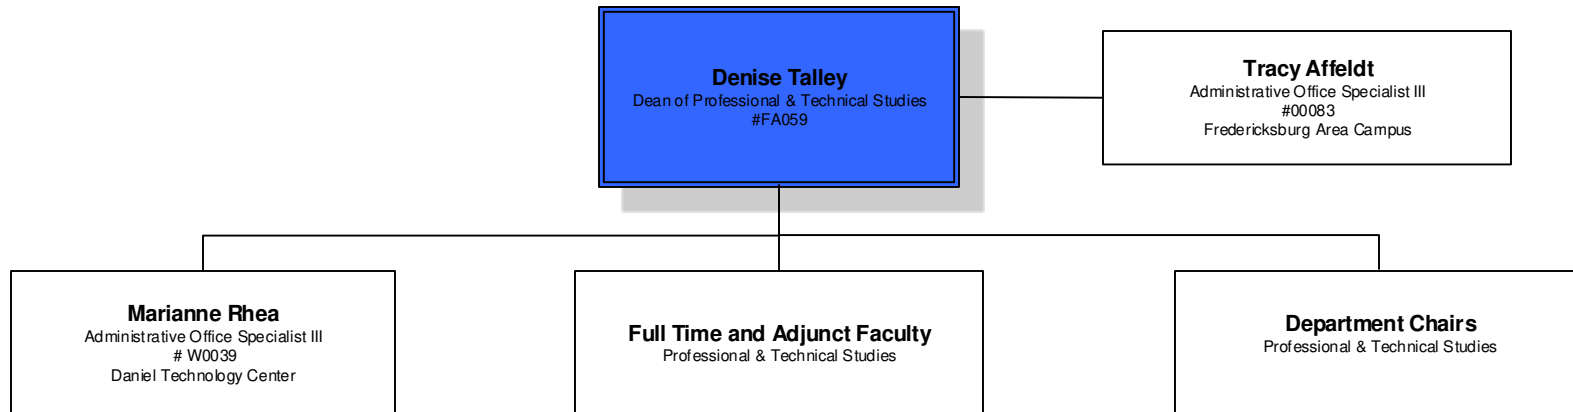 Denise Talley
Dean of Professional & Technical Studies
#FA059
Tracy Affeldt
Administrative Office Specialist III
#00083
Fredericksburg Area Campus
Marianne Rhea
Administrative Office Specialist III
# W0039
Daniel Technology Center
Full Time and Adjunct Faculty
Professional & Technical Studies
Department Chairs
Professional & Technical Studies